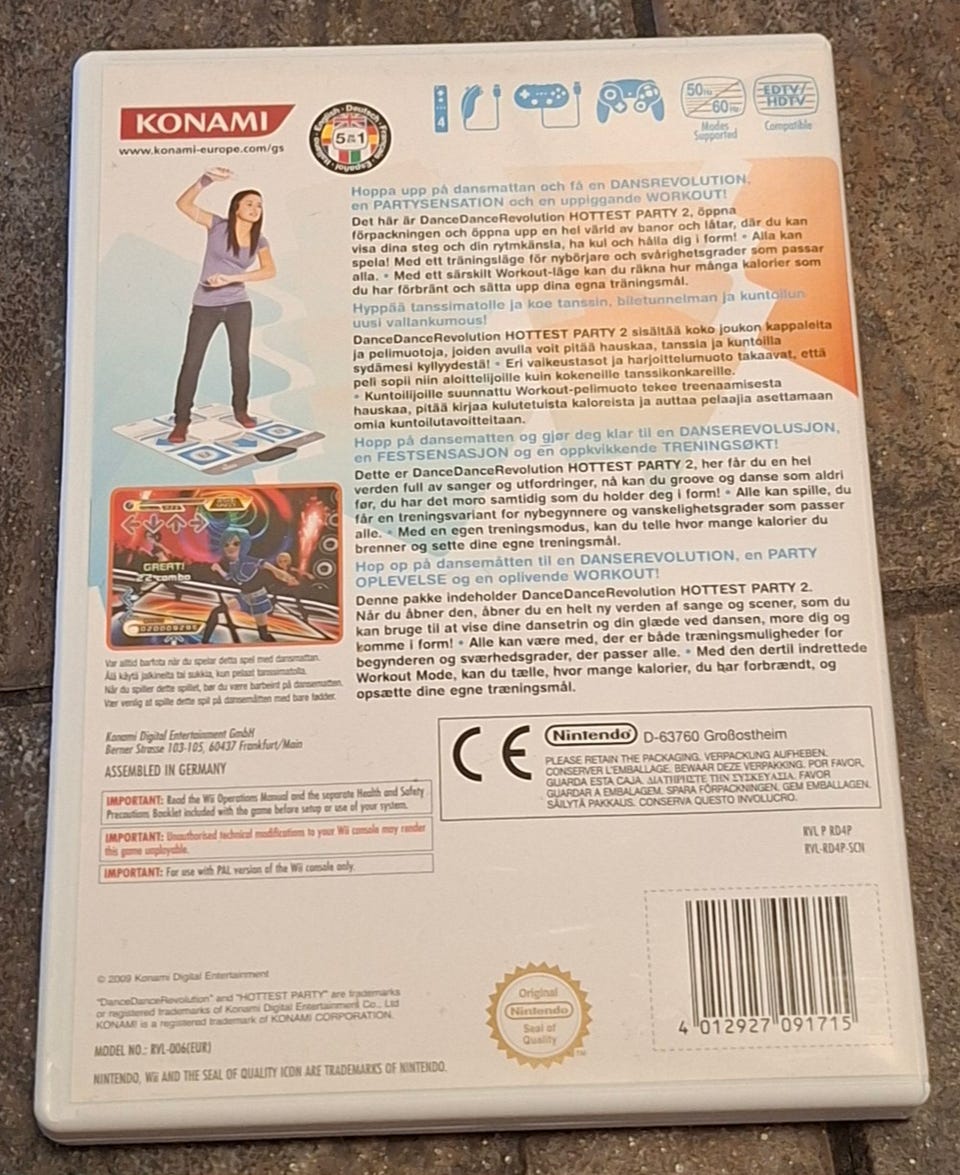 KONAMI
www.konami-europe.com/gs
English · Deutsch · Français · Español · Italiano
5 in 1
4
50Hz
60Hz
Modes
Supported
EDTV/
HDTV
Compatible
Hoppa upp på dansmattan och få en DANSREVOLUTION,
en PARTYSENSATION och en uppiggande WORKOUT!
Det här är DanceDanceRevolution HOTTEST PARTY 2, öppna
förpackningen och öppna upp en hel värld av banor och låtar, där du kan
visa dina steg och din rytmkänsla, ha kul och hålla dig i form! • Alla kan
spela! Med ett träningsläge för nybörjare och svårighetsgrader som passar
alla. • Med ett särskilt Workout-läge kan du räkna hur många kalorier som
du har förbränt och sätta upp dina egna träningsmål.
Hyppää tanssimatolle ja koe tanssin, biletunnelman ja kuntoilun
uusi vallankumous!
DanceDanceRevolution HOTTEST PARTY 2 sisältää koko joukon kappaleita
ja pelimuotoja, joiden avulla voit pitää hauskaa, tanssia ja kuntoilla
sydämesi kyllyydestä! • Eri vaikeustasot ja harjoittelumuoto takaavat, että
peli sopii niin aloittelijoille kuin kokeneille tanssikonkareille.
• Kuntoilijoille suunnattu Workout-pelimuoto tekee treenaamisesta
hauskaa, pitää kirjaa kulutetuista kaloreista ja auttaa pelaajia asettamaan
omia kuntoilutavoitteitaan.
Hopp på dansematten og gjør deg klar til en DANSEREVOLUSJON,
en FESTSENSASJON og en oppkvikkende TRENINGSØKT!
Dette er DanceDanceRevolution HOTTEST PARTY 2, her får du en hel
verden full av sanger og utfordringer, nå kan du groove og danse som aldri
før, du har det moro samtidig som du holder deg i form! • Alle kan spille, du
får en treningsvariant for nybegynnere og vanskelighetsgrader som passer
alle. • Med en egen treningsmodus, kan du telle hvor mange kalorier du
brenner og sette dine egne treningsmål.
Hop op på dansemåtten til en DANSEREVOLUTION, en PARTY
OPLEVELSE og en oplivende WORKOUT!
Denne pakke indeholder DanceDanceRevolution HOTTEST PARTY 2.
Når du åbner den, åbner du en helt ny verden af sange og scener, som du
kan bruge til at vise dine dansetrin og din glæde ved dansen, more dig og
komme i form! • Alle kan være med, der er både træningsmuligheder for
begynderen og sværhedsgrader, der passer alle. • Med den dertil indrettede
Workout Mode, kan du tælle, hvor mange kalorier, du har forbrændt, og
opsætte dine egne træningsmål.
GREAT!
22 combo
Var alltid barfota när du spelar detta spel med dansmattan.
Älä käytä jalkineita tai sukkia, kun pelaat tanssimatolla.
Når du spiller dette spillet, bør du være barbeint på dansematten.
Vær venlig at spille dette spil på dansemåtten med bare fødder.
Konami Digital Entertainment GmbH
Berner Strasse 103-105, 60437 Frankfurt/Main
ASSEMBLED IN GERMANY
IMPORTANT: Read the Wii Operations Manual and the separate Health and Safety
Precautions Booklet included with the game before setup or use of your system.
IMPORTANT: Unauthorised technical modifications to your Wii console may render
this game unplayable.
IMPORTANT: For use with PAL version of the Wii console only.
CE
Nintendo D-63760 Großostheim
PLEASE RETAIN THE PACKAGING. VERPACKUNG AUFHEBEN.
CONSERVER L'EMBALLAGE. BEWAAR DEZE VERPAKKING. POR FAVOR,
GUARDA ESTA CAJA. ΔΙΑΤΗΡΗΣΤΕ ΤΗΝ ΣΥΣΚΕΥΑΣΙΑ. FAVOR
GUARDAR A EMBALAGEM. SPARA FÖRPACKNINGEN. GEM EMBALLAGEN.
SÄILYTÄ PAKKAUS. CONSERVA QUESTO INVOLUCRO.
RVL P RD4P
RVL-RD4P-SCN
© 2009 Konami Digital Entertainment
"DanceDanceRevolution" and "HOTTEST PARTY" are trademarks
or registered trademarks of Konami Digital Entertainment Co., Ltd
KONAMI is a registered trademark of KONAMI CORPORATION.
MODEL NO.: RVL-006(EUR)
NINTENDO, Wii AND THE SEAL OF QUALITY ICON ARE TRADEMARKS OF NINTENDO.
Original
Nintendo
Seal of
Quality
TM
4 012927 091715